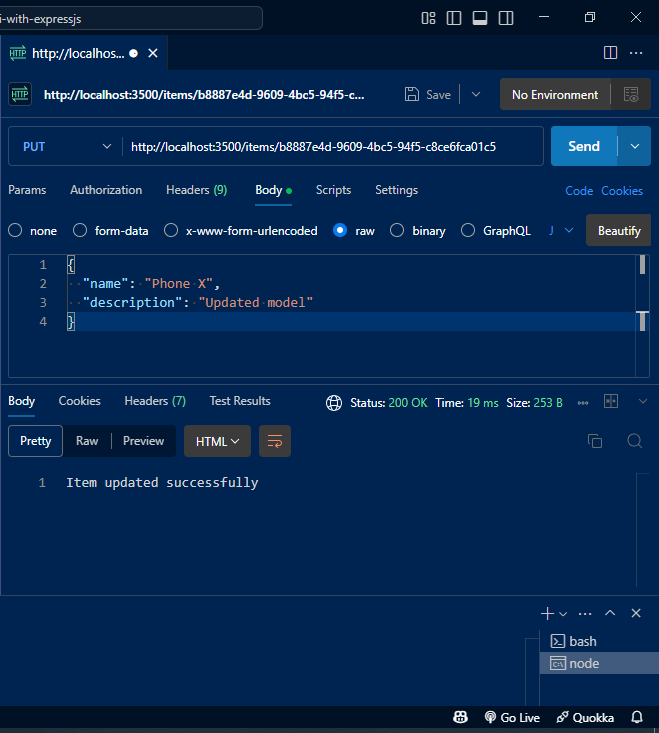 i-with-expressjs
HTTP http://localhos...
HTTP http://localhost:3500/items/b8887e4d-9609-4bc5-94f5-c... Save No Environment
PUT http://localhost:3500/items/b8887e4d-9609-4bc5-94f5-c8ce6fca01c5 Send
Params Authorization Headers (9) Body Scripts Settings Code Cookies
none form-data x-www-form-urlencoded raw binary GraphQL J Beautify
1 {
2 "name": "Phone X",
3 "description": "Updated model"
4 }
Body Cookies Headers (7) Test Results Status: 200 OK Time: 19 ms Size: 253 B
Pretty Raw Preview HTML
1 Item updated successfully
bash
node
Go Live Quokka